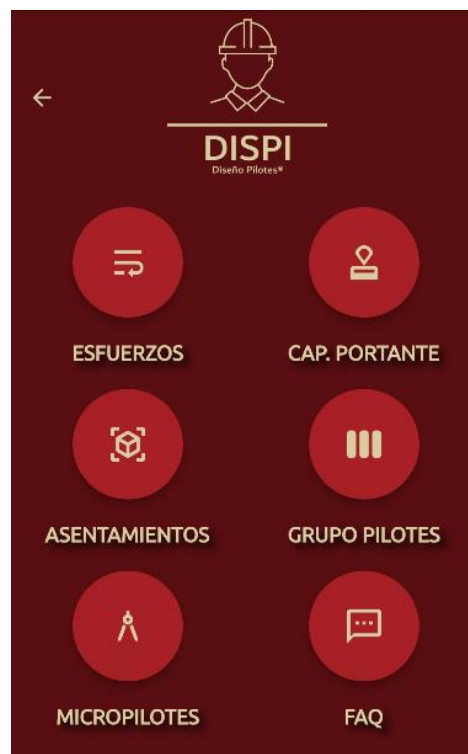 DISPI
Diseño Pilotes®
ESFUERZOS
CAP. PORTANTE
ASENTAMIENTOS
GRUPO PILOTES
MICROPILOTES
FAQ